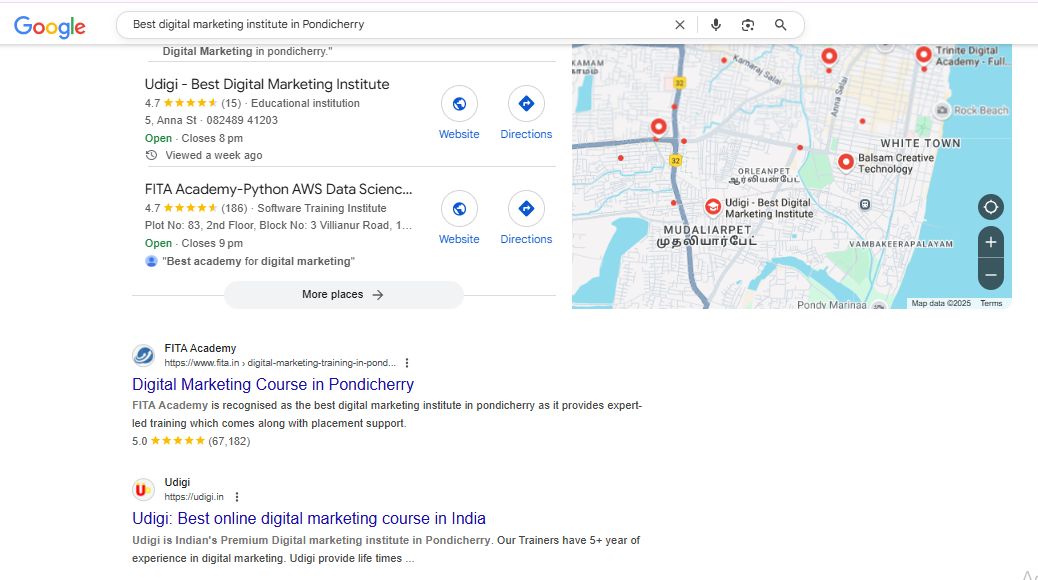 Google
Best digital marketing institute in Pondicherry
Digital Marketing in pondicherry."
Udigi - Best Digital Marketing Institute
4.7 (15) · Educational institution
5, Anna St · 082489 41203
Open · Closes 8 pm
Viewed a week ago
Website
Directions
FITA Academy-Python AWS Data Scienc...
4.7 (186) · Software Training Institute
Plot No: 83, 2nd Floor, Block No: 3 Villianur Road, 1...
Open · Closes 9 pm
"Best academy for digital marketing"
Website
Directions
More places →
KAMAM
Kamaraj Salai
32
Anna Salai
Trinite Digital
Academy - Full...
Rock Beach
WHITE TOWN
32
Balsam Creative
Technology
ORLEANPET
ஆர்லியன்பேட்
Udigi - Best Digital
Marketing Institute
MUDALIARPET
முதலியார்பேட்
VAMBAKEERAPALAYAM
Pondy Marinaa
+
−
Map data ©2025 Terms
FITA Academy
https://www.fita.in › digital-marketing-training-in-pond...
Digital Marketing Course in Pondicherry
FITA Academy is recognised as the best digital marketing institute in pondicherry as it provides expert-
led training which comes along with placement support.
5.0 (67,182)
Udigi
https://udigi.in
Udigi: Best online digital marketing course in India
Udigi is Indian's Premium Digital marketing institute in Pondicherry. Our Trainers have 5+ year of
experience in digital marketing. Udigi provide life times ...